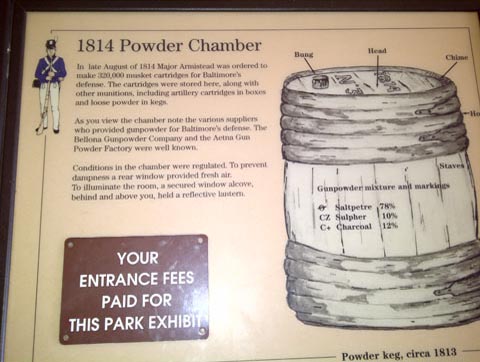 1814 Powder Chamber
In late August of 1814 Major Armistead was ordered to
make 320,000 musket cartridges for Baltimore's
defense. The cartridges were stored here, along with
other munitions, including artillery cartridges in boxes
and loose powder in kegs.
As you view the chamber note the various suppliers
who provided gunpowder for Baltimore's defense. The
Bellona Gunpowder Company and the Aetna Gun
Powder Factory were well known.
Conditions in the chamber were regulated. To prevent
dampness a rear window provided fresh air.
To illuminate the room, a secured window alcove,
behind and above you, held a reflective lantern.
YOUR
ENTRANCE FEES
PAID FOR
THIS PARK EXHIBIT
Bung
Head
Chime
Staves
Gunpowder mixture and markings
Saltpetre 78%
CZ Sulpher 10%
C+ Charcoal 12%
Powder keg, circa 1813